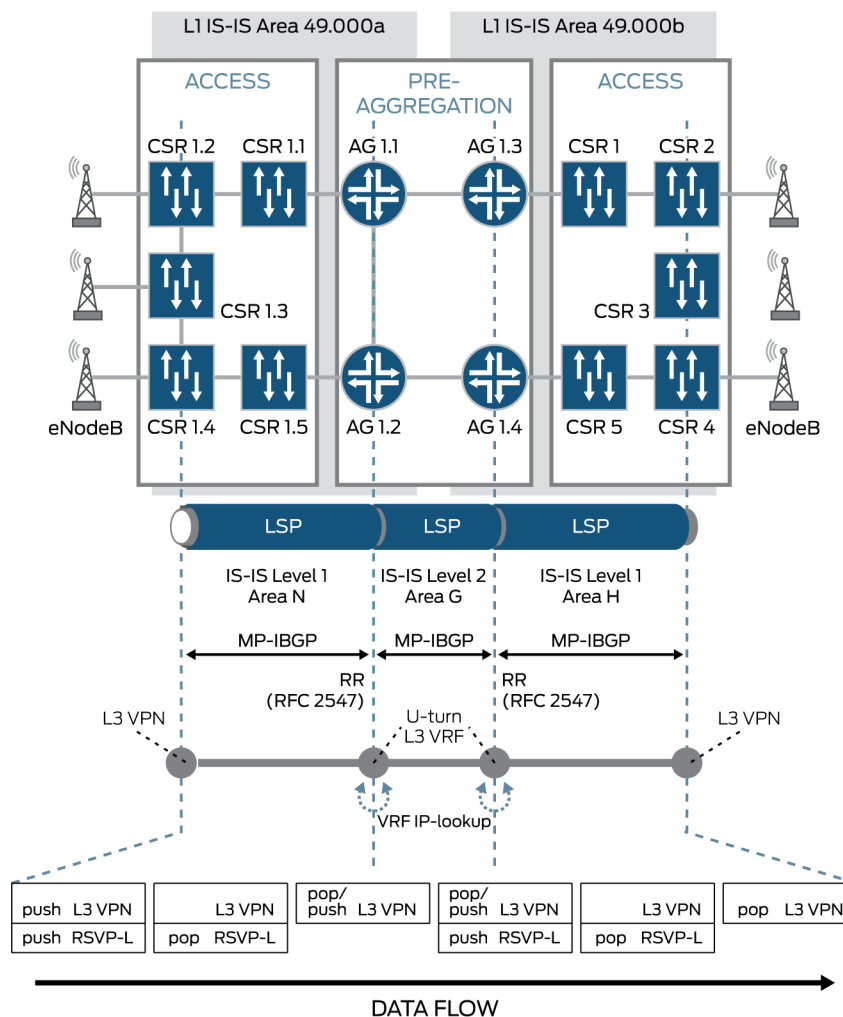 L1 IS-IS Area 49.000a
L1 IS-IS Area 49.000b
ACCESS
PRE-
AGGREGATION
ACCESS
CSR 1.2
CSR 1.1
AG 1.1
AG 1.3
CSR 1
CSR 2
CSR 1.3
CSR 3
eNodeB
CSR 1.4
CSR 1.5
AG 1.2
AG 1.4
CSR 5
CSR 4
eNodeB
LSP
LSP
LSP
IS-IS Level 1
Area N
IS-IS Level 2
Area G
IS-IS Level 1
Area H
MP-IBGP
MP-IBGP
MP-IBGP
RR
(RFC 2547)
RR
(RFC 2547)
L3 VPN
U-turn
L3 VRF
L3 VPN
VRF IP-lookup
push L3 VPN
push RSVP-L
L3 VPN
pop RSVP-L
pop/
push L3 VPN
pop/
push L3 VPN
push RSVP-L
L3 VPN
pop RSVP-L
pop L3 VPN
DATA FLOW